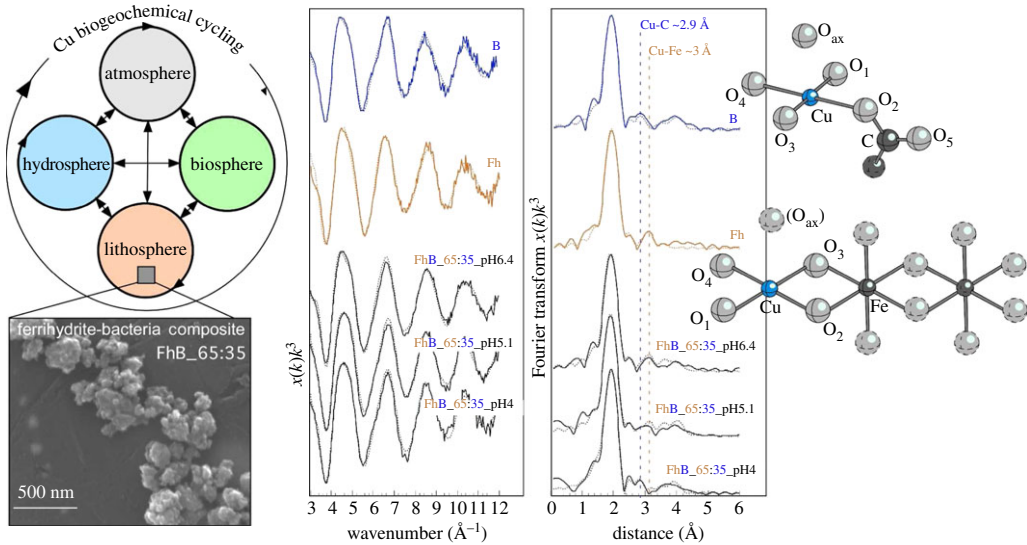 Cu biogeochemical cycling
atmosphere
hydrosphere
biosphere
lithosphere
ferrihydrite-bacteria composite
FhB_65:35
500 nm
B
Fh
FhB_65:35_pH6.4
FhB_65:35_pH5.1
FhB_65:35_pH4
x(k)k³
3 4 5 6 7 8 9 10 11 12
wavenumber (Å⁻¹)
Cu-C ~2.9 Å
Cu-Fe ~3 Å
B
Fh
FhB_65:35_pH6.4
FhB_65:35_pH5.1
FhB_65:35_pH4
Fourier transform x(k)k³
0 1 2 3 4 5 6
distance (Å)
Oax
O1
O4
Cu
O2
O3
C
O5
(Oax)
O3
O4
Cu
Fe
O1
O2